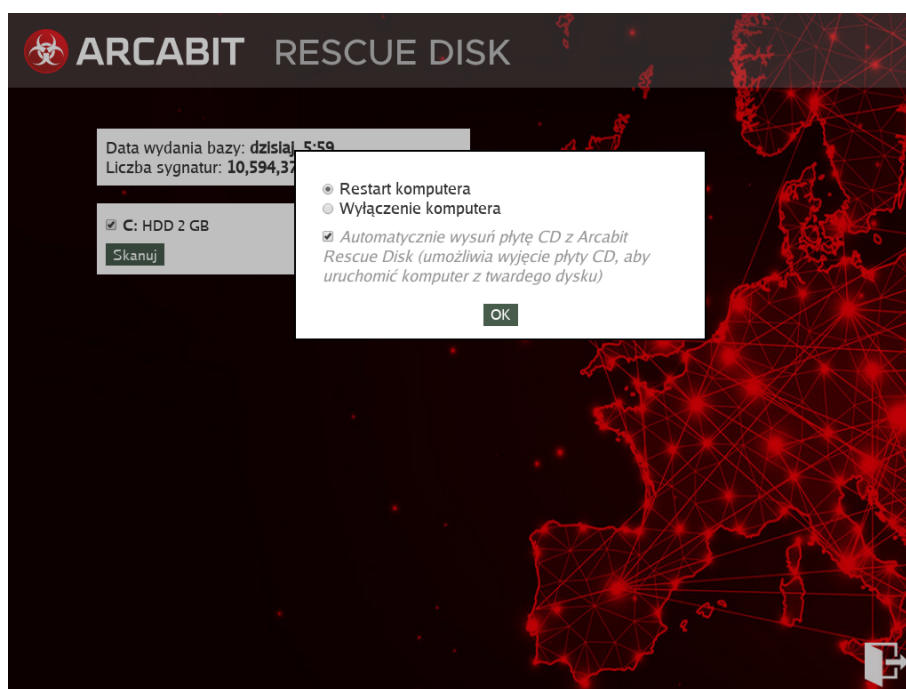 ARCABIT RESCUE DISK
Data wydania bazy: dzisiaj, 5:59
Liczba sygnatur: 10,594,37
C: HDD 2 GB
Skanuj
Restart komputera
Wyłączenie komputera
Automatycznie wysuń płytę CD z Arcabit
Rescue Disk (umożliwia wyjęcie płyty CD, aby
uruchomić komputer z twardego dysku)
OK